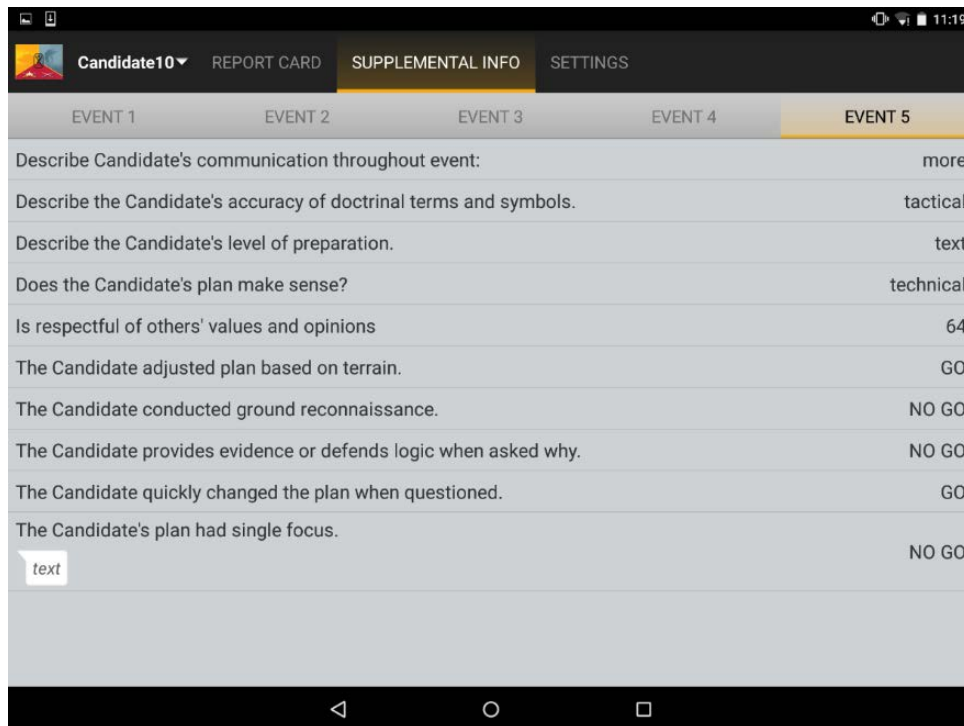 11:19
Candidate10 REPORT CARD SUPPLEMENTAL INFO SETTINGS
EVENT 1 EVENT 2 EVENT 3 EVENT 4 EVENT 5
Describe Candidate's communication throughout event: more
Describe the Candidate's accuracy of doctrinal terms and symbols. tactical
Describe the Candidate's level of preparation. text
Does the Candidate's plan make sense? technical
Is respectful of others' values and opinions 64
The Candidate adjusted plan based on terrain. GO
The Candidate conducted ground reconnaissance. NO GO
The Candidate provides evidence or defends logic when asked why. NO GO
The Candidate quickly changed the plan when questioned. GO
The Candidate's plan had single focus. NO GO
text